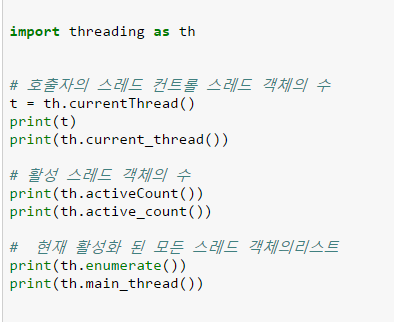 import threading as th
# 호출자의 스레드 컨트롤 스레드 객체의 수
t = th.currentThread()
print(t)
print(th.current_thread())
# 활성 스레드 객체의 수
print(th.activeCount())
print(th.active_count())
#  현재 활성화 된 모든 스레드 객체의리스트
print(th.enumerate())
print(th.main_thread())